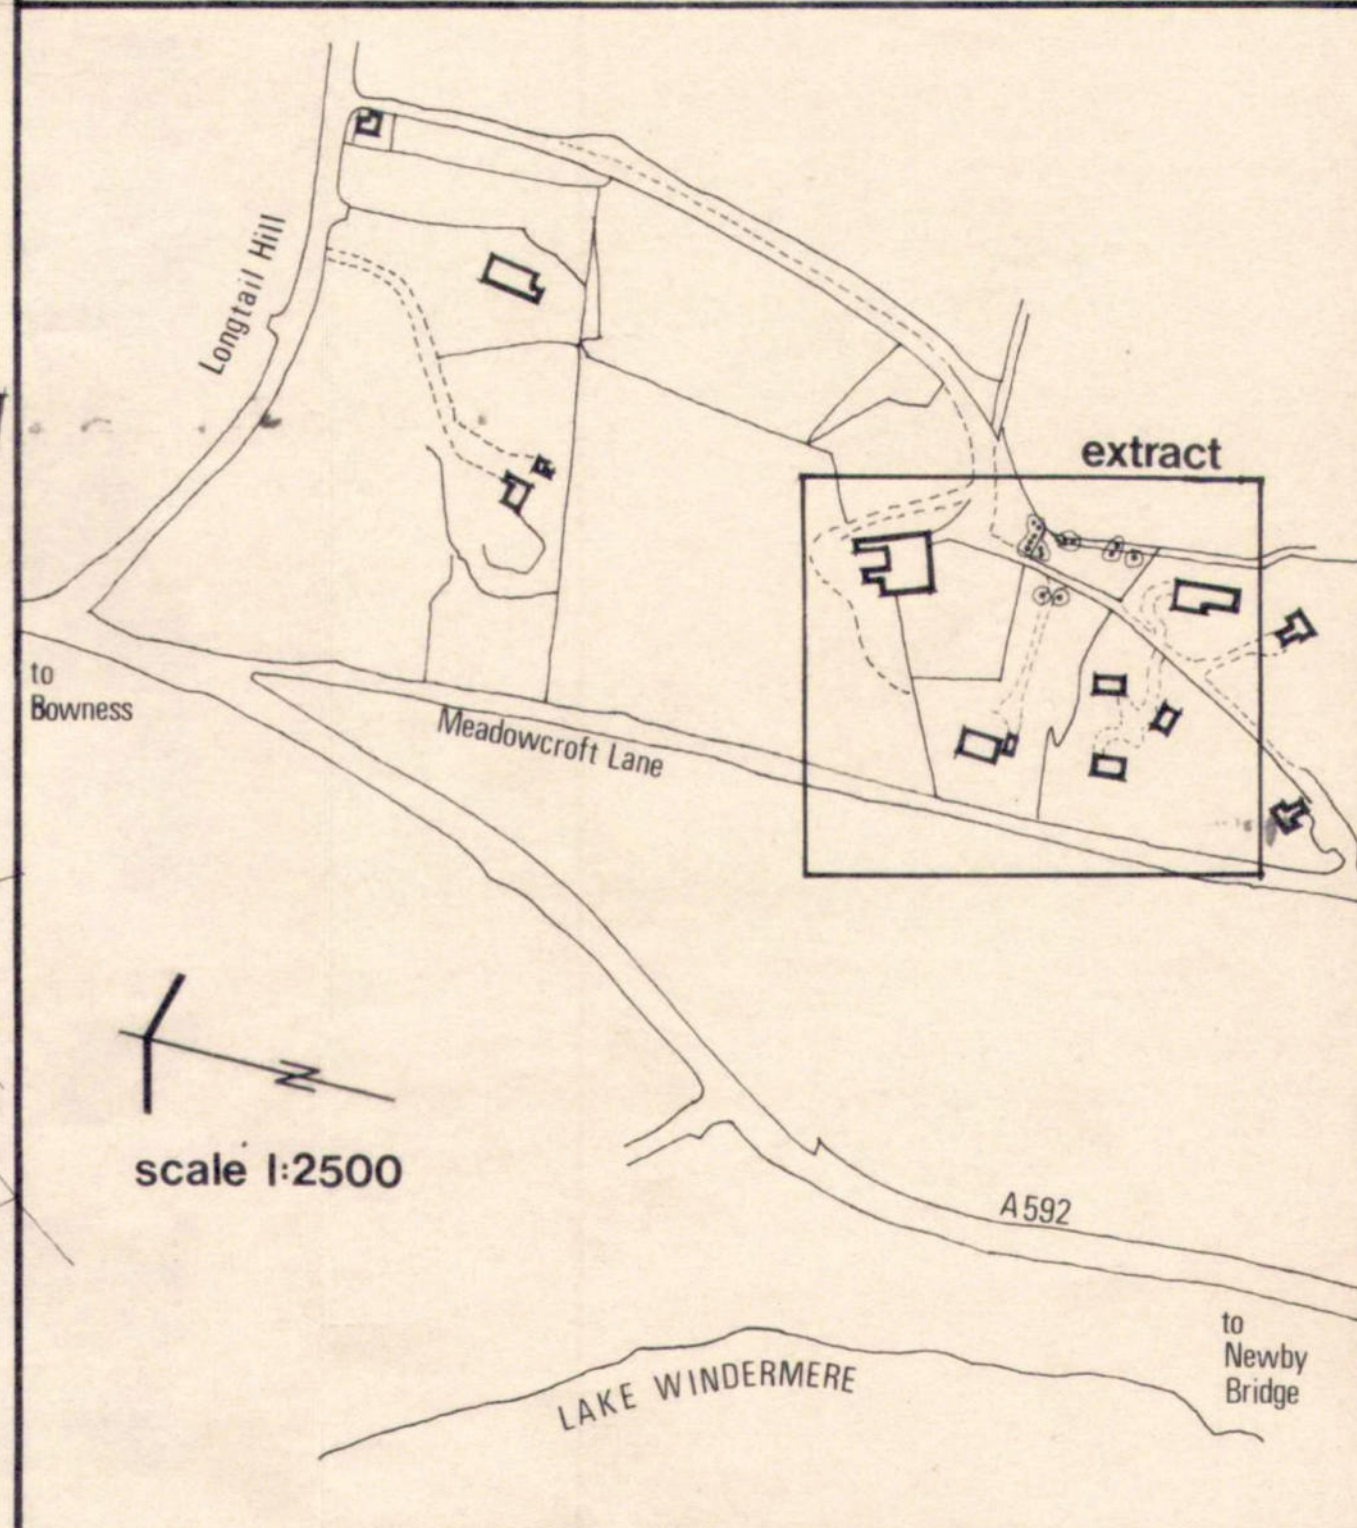 Longtail Hill
extract
to
Bowness
Meadowcroft Lane
N
scale 1:2500
A592
to
Newby
Bridge
LAKE WINDERMERE